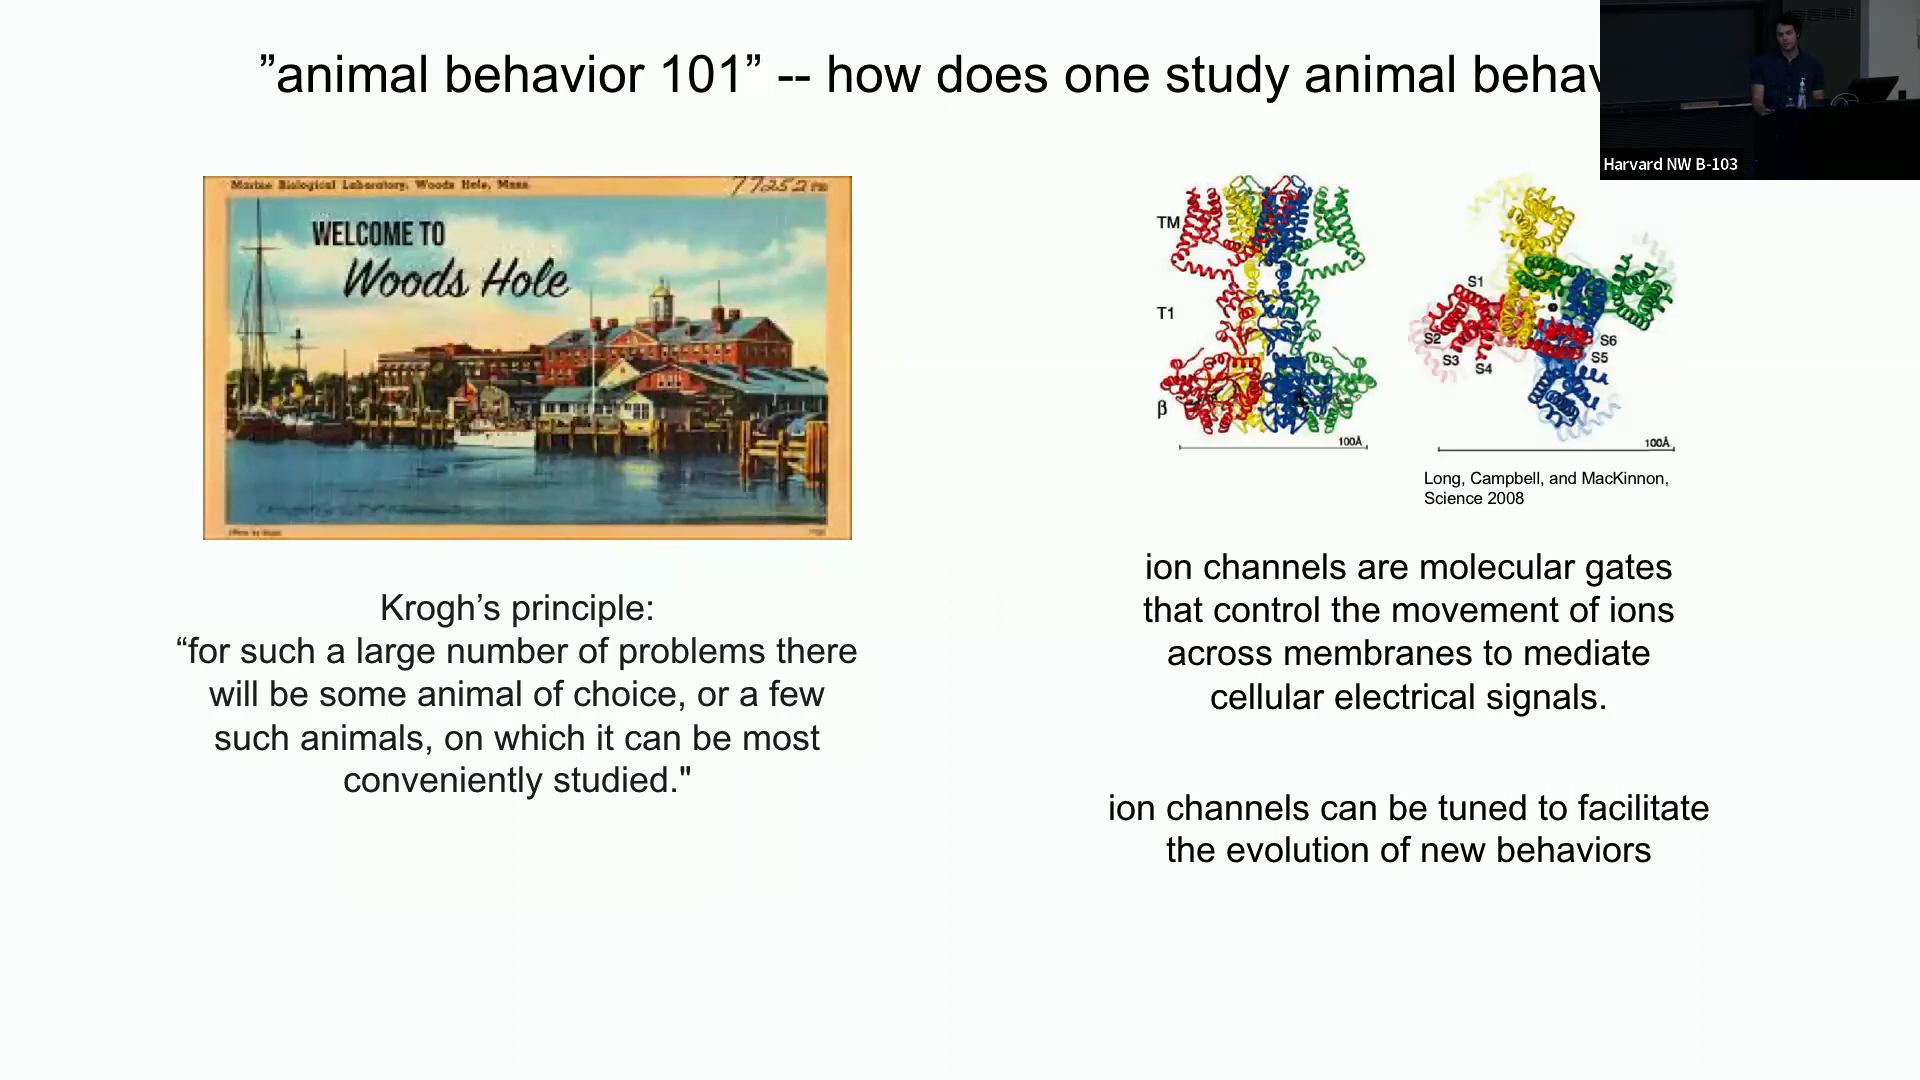 ”animal behavior 101” -- how does one study animal behav
Harvard NW B-103
Marine Biological Laboratory, Woods Hole, Mass.
77252
WELCOME TO
Woods Hole
TM
T1
β
100Å
S1
S2
S3
S4
S6
S5
100Å
Long, Campbell, and MacKinnon,
Science 2008
Krogh’s principle:
“for such a large number of problems there
will be some animal of choice, or a few
such animals, on which it can be most
conveniently studied."
ion channels are molecular gates
that control the movement of ions
across membranes to mediate
cellular electrical signals.
ion channels can be tuned to facilitate
the evolution of new behaviors